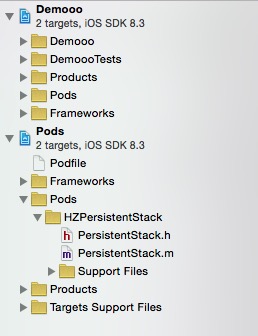 Demooo
2 targets, iOS SDK 8.3
Demooo
DemoooTests
Products
Pods
Frameworks
Pods
2 targets, iOS SDK 8.3
Podfile
Frameworks
Pods
HZPersistentStack
h PersistentStack.h
m PersistentStack.m
Support Files
Products
Targets Support Files